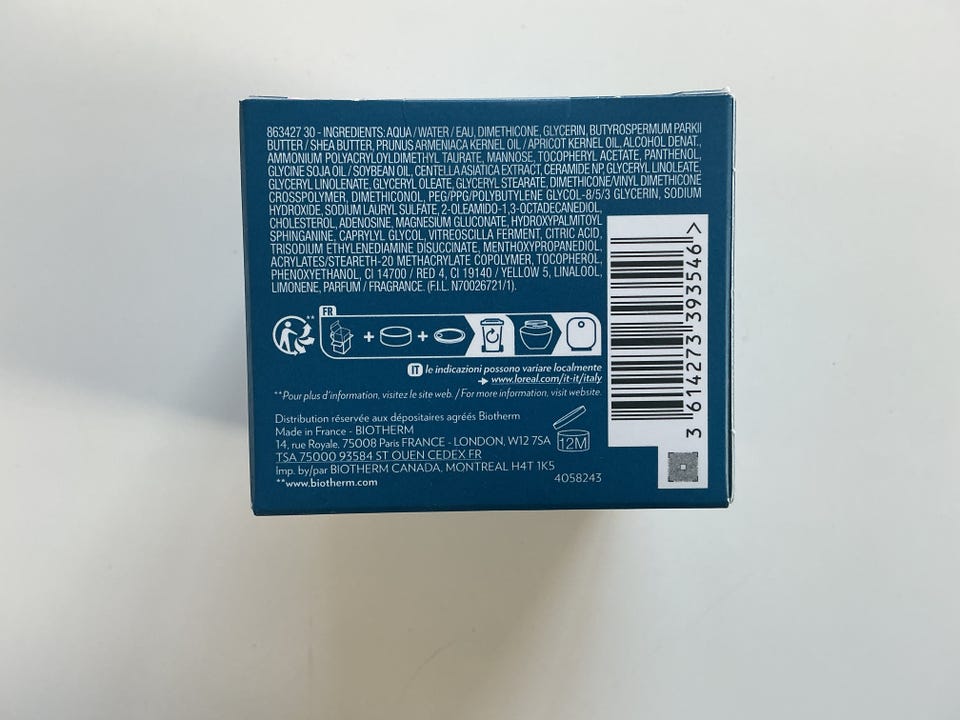 863427 30 - INGREDIENTS: AQUA / WATER / EAU, DIMETHICONE, GLYCERIN, BUTYROSPERMUM PARKII
BUTTER / SHEA BUTTER, PRUNUS ARMENIACA KERNEL OIL / APRICOT KERNEL OIL, ALCOHOL DENAT.,
AMMONIUM POLYACRYLOYLDIMETHYL TAURATE, MANNOSE, TOCOPHERYL ACETATE, PANTHENOL,
GLYCINE SOJA OIL / SOYBEAN OIL, CENTELLA ASIATICA EXTRACT, CERAMIDE NP, GLYCERYL LINOLEATE,
GLYCERYL LINOLENATE, GLYCERYL OLEATE, GLYCERYL STEARATE, DIMETHICONE/VINYL DIMETHICONE
CROSSPOLYMER, DIMETHICONOL, PEG/PPG/POLYBUTYLENE GLYCOL-8/5/3 GLYCERIN, SODIUM
HYDROXIDE, SODIUM LAURYL SULFATE, 2-OLEAMIDO-1,3-OCTADECANEDIOL,
CHOLESTEROL, ADENOSINE, MAGNESIUM GLUCONATE, HYDROXYPALMITOYL
SPHINGANINE, CAPRYLYL GLYCOL, VITREOSCILLA FERMENT, CITRIC ACID,
TRISODIUM ETHYLENEDIAMINE DISUCCINATE, MENTHOXYPROPANEDIOL,
ACRYLATES/STEARETH-20 METHACRYLATE COPOLYMER, TOCOPHEROL,
PHENOXYETHANOL, CI 14700 / RED 4, CI 19140 / YELLOW 5, LINALOOL,
LIMONENE, PARFUM / FRAGRANCE. (F.I.L. N70026721/1).
** FR
+ +
IT le indicazioni possono variare localmente
www.loreal.com/it-it/italy
**Pour plus d'information, visitez le site web. / For more information, visit website.
Distribution réservée aux dépositaires agréés Biotherm
Made in France - BIOTHERM
14, rue Royale, 75008 Paris FRANCE - LONDON, W12 7SA
TSA 75000 93584 ST OUEN CEDEX FR
Imp. by/par BIOTHERM CANADA, MONTREAL H4T 1K5
**www.biotherm.com
12M
4058243
3 614273 393546 >